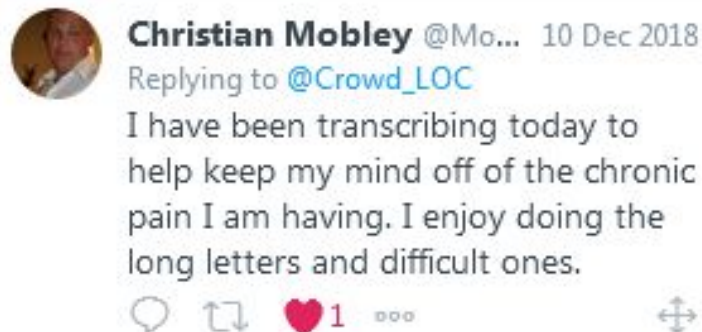 Christian Mobley @Mo... 10 Dec 2018
Replying to @Crowd_LOC
I have been transcribing today to
help keep my mind off of the chronic
pain I am having. I enjoy doing the
long letters and difficult ones.
1